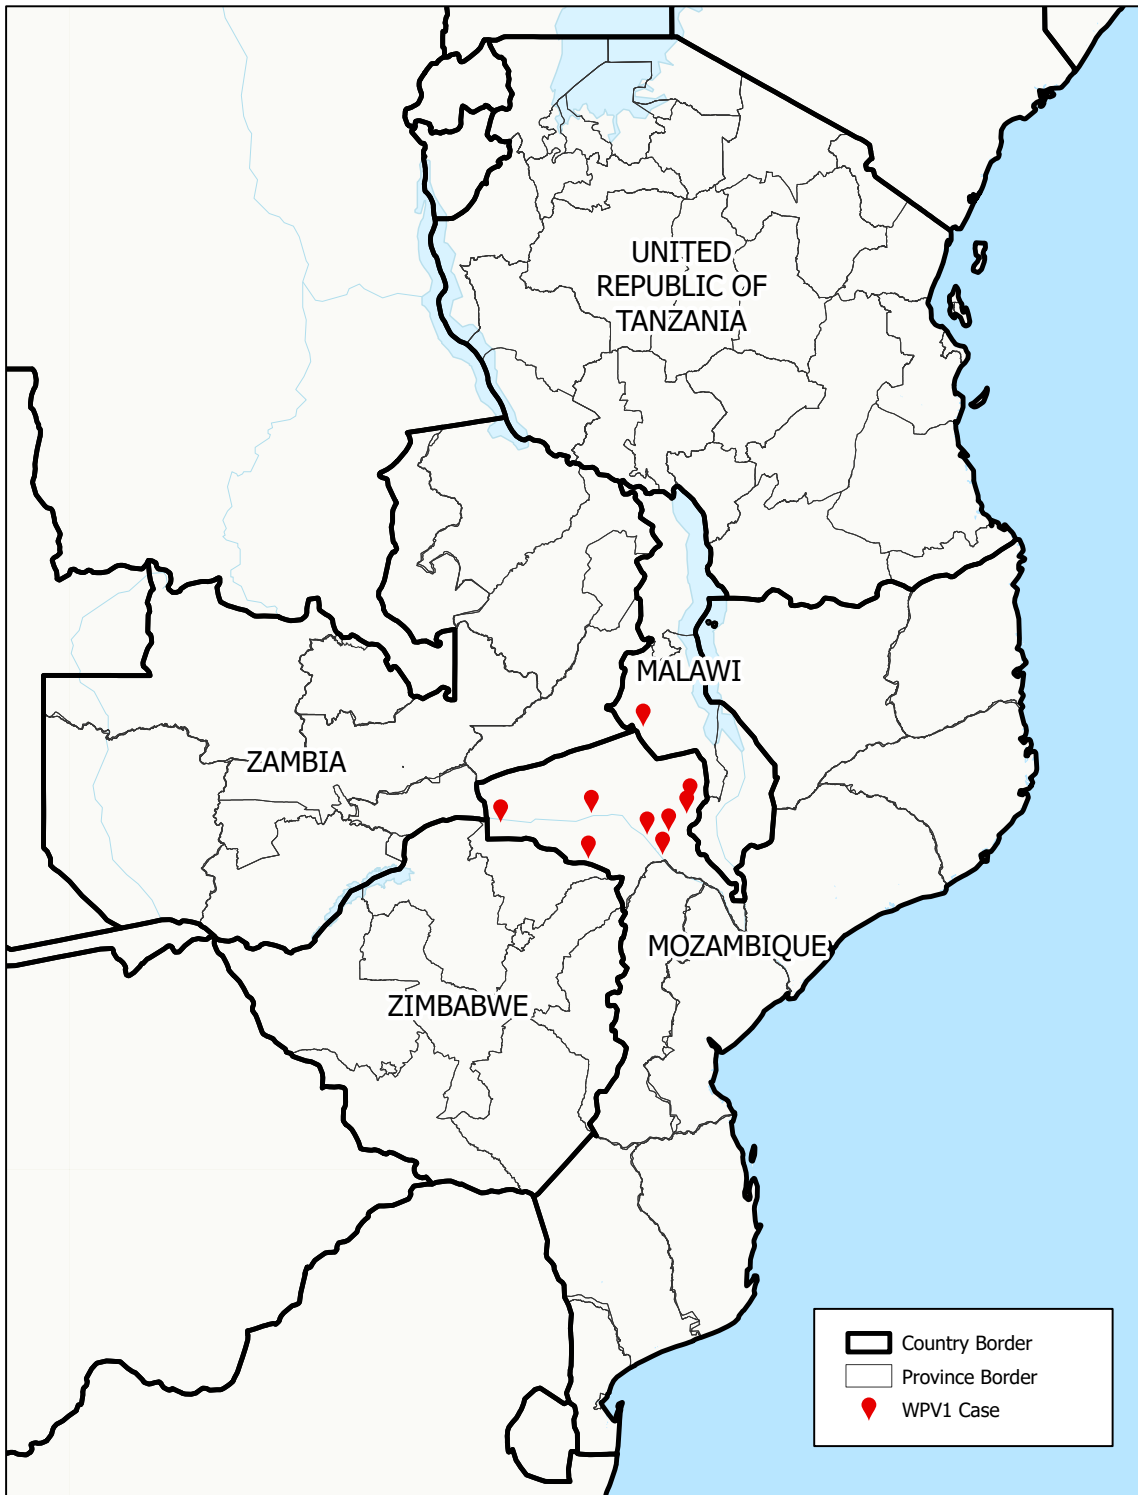 UNITED
REPUBLIC OF
TANZANIA
MALAWI
ZAMBIA
MOZAMBIQUE
ZIMBABWE
Country Border
Province Border
WPV1 Case